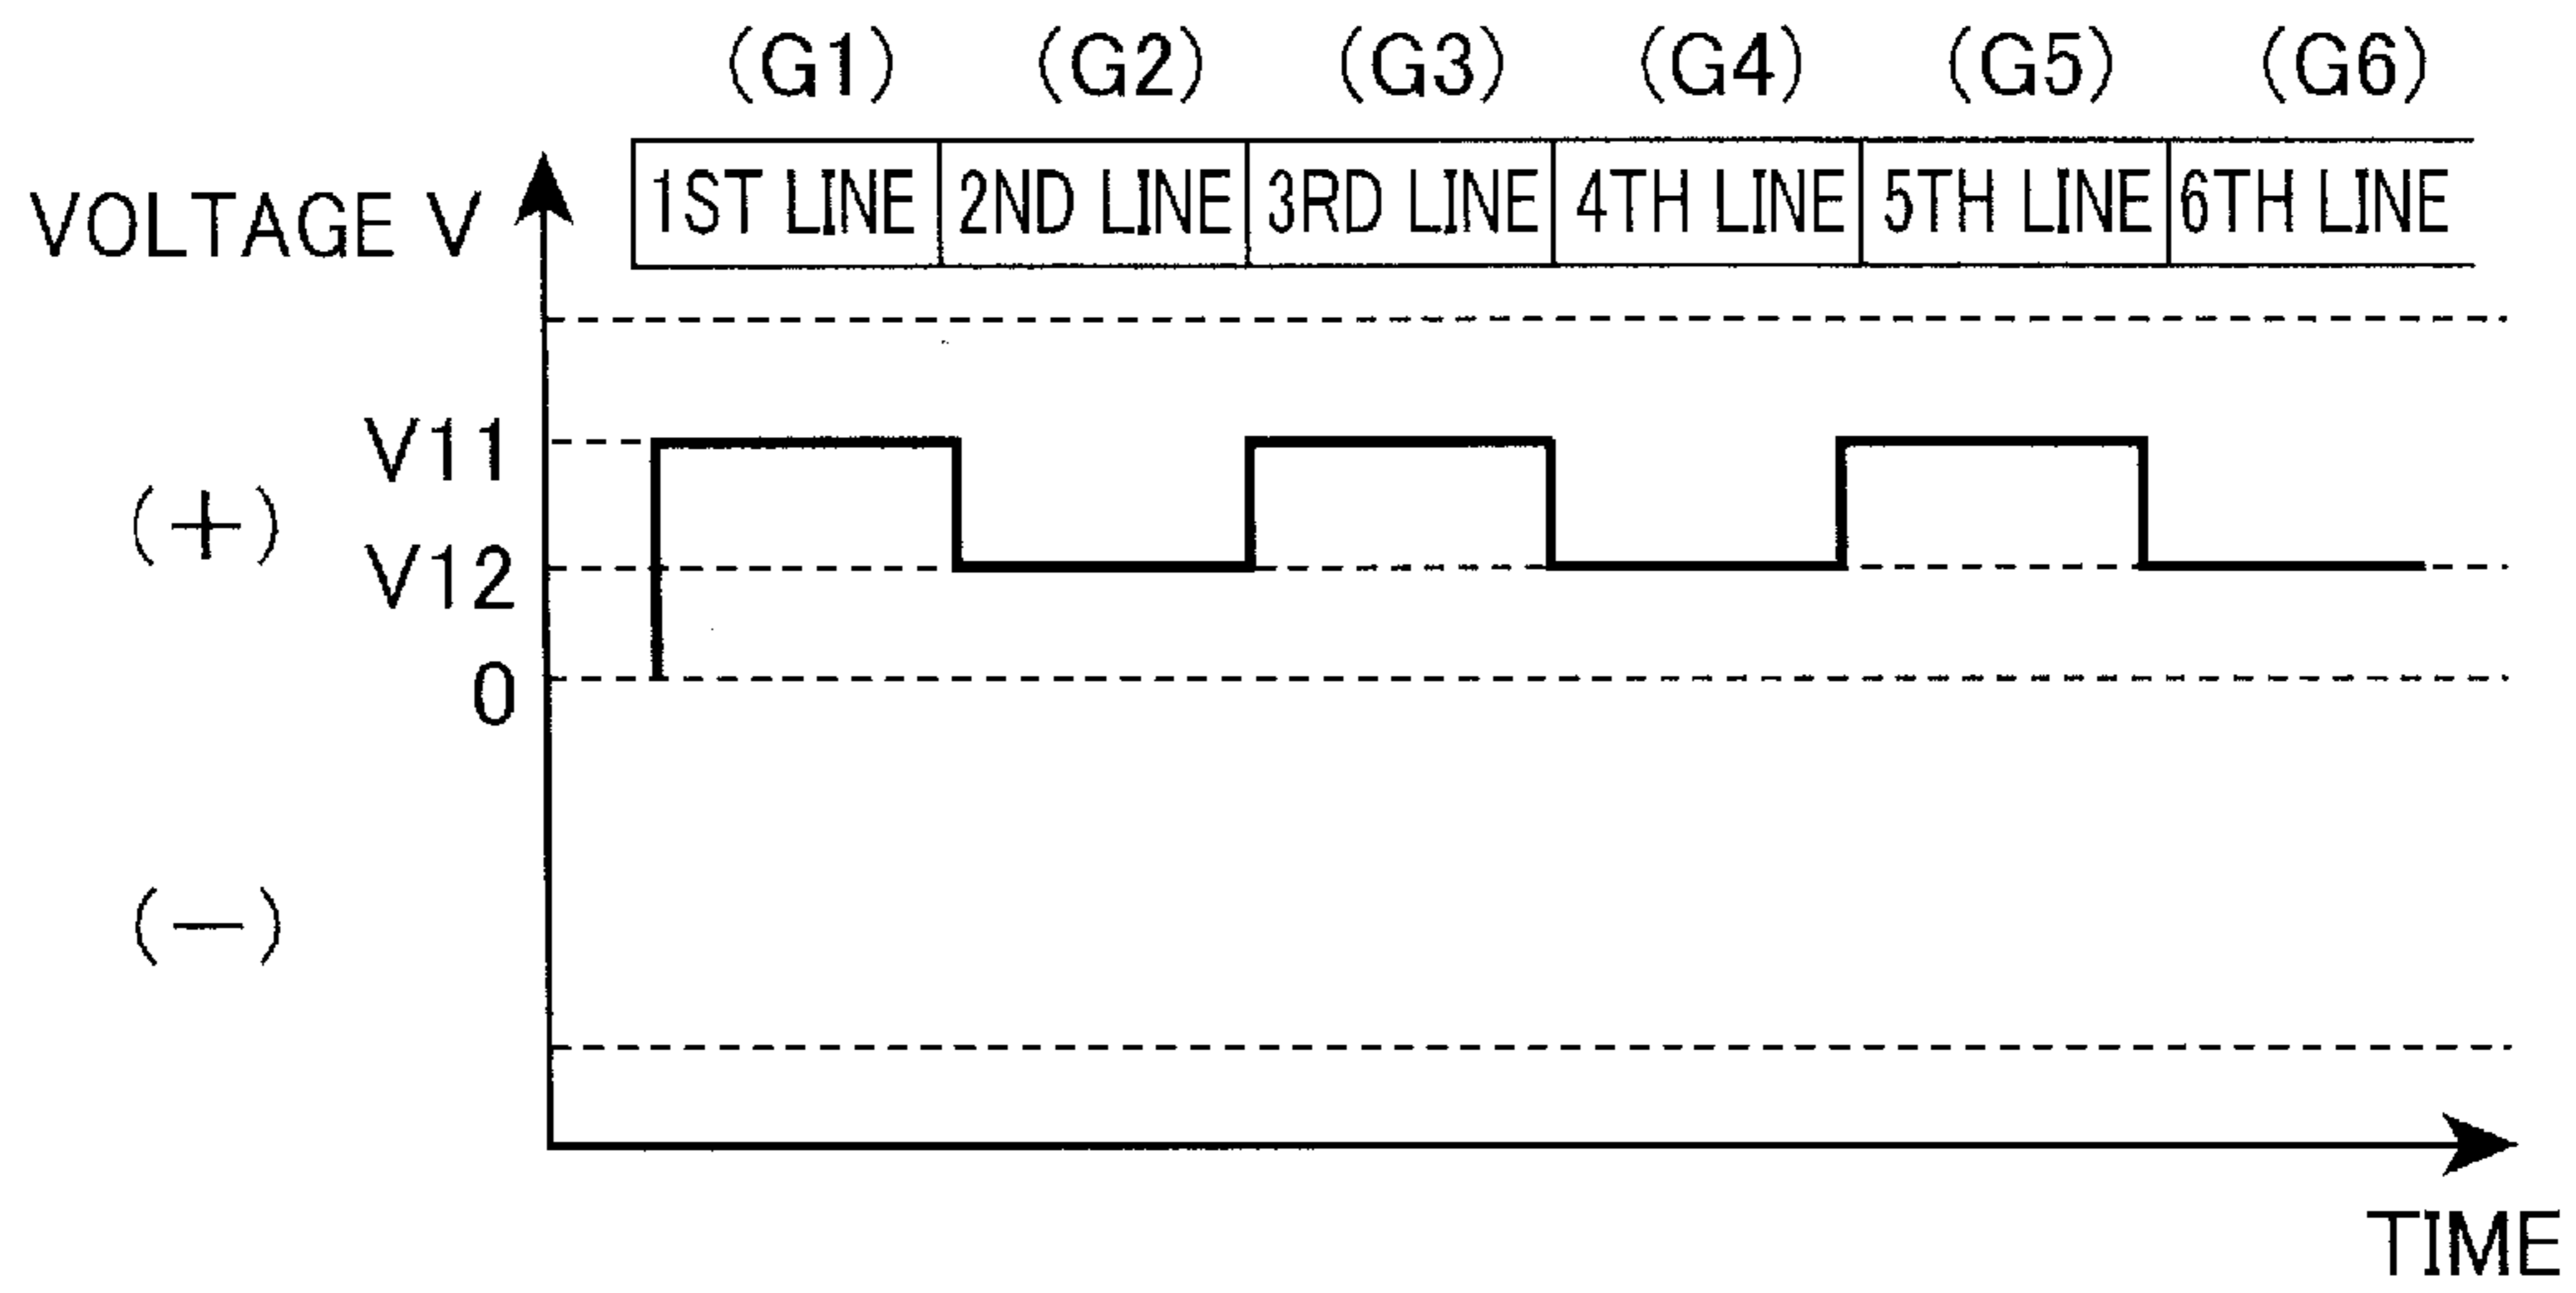 (G1) (G2) (G3) (G4) (G5) (G6)
1ST LINE 2ND LINE 3RD LINE 4TH LINE 5TH LINE 6TH LINE
VOLTAGE V
V11
(+)
V12
0
(-)
TIME